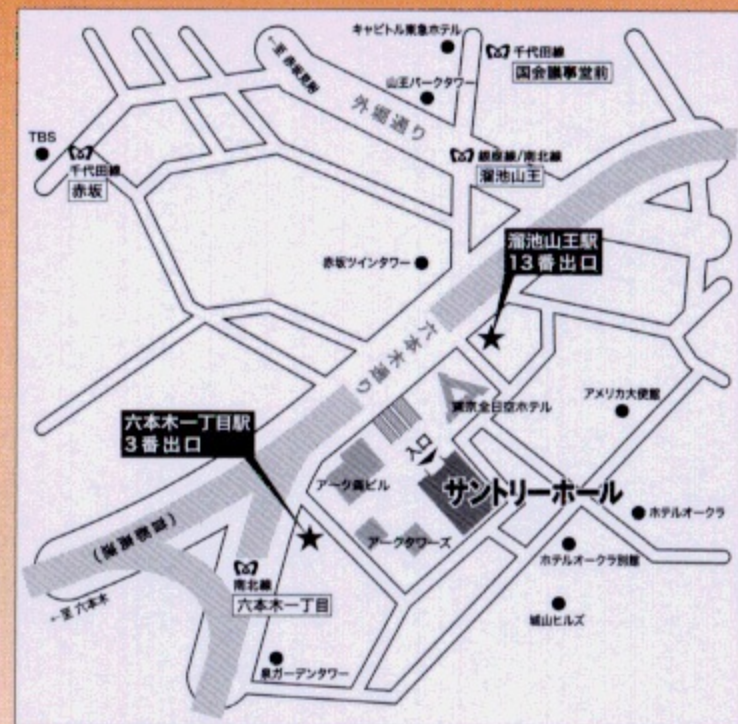 キャピトル東急ホテル
千代田線
国会議事堂前
←至 赤坂見附
山王パークタワー
外堀通り
TBS
千代田線
赤坂
銀座線/南北線
溜池山王
溜池山王駅
13番出口
赤坂ツインタワー
六本木通り
東京全日空ホテル
アメリカ大使館
六本木一丁目駅
3番出口
入口
アーク森ビル
サントリーホール
ホテルオークラ
(首都高速)
アークタワーズ
ホテルオークラ別館
南北線
六本木一丁目
←至 六本木
城山ヒルズ
泉ガーデンタワー